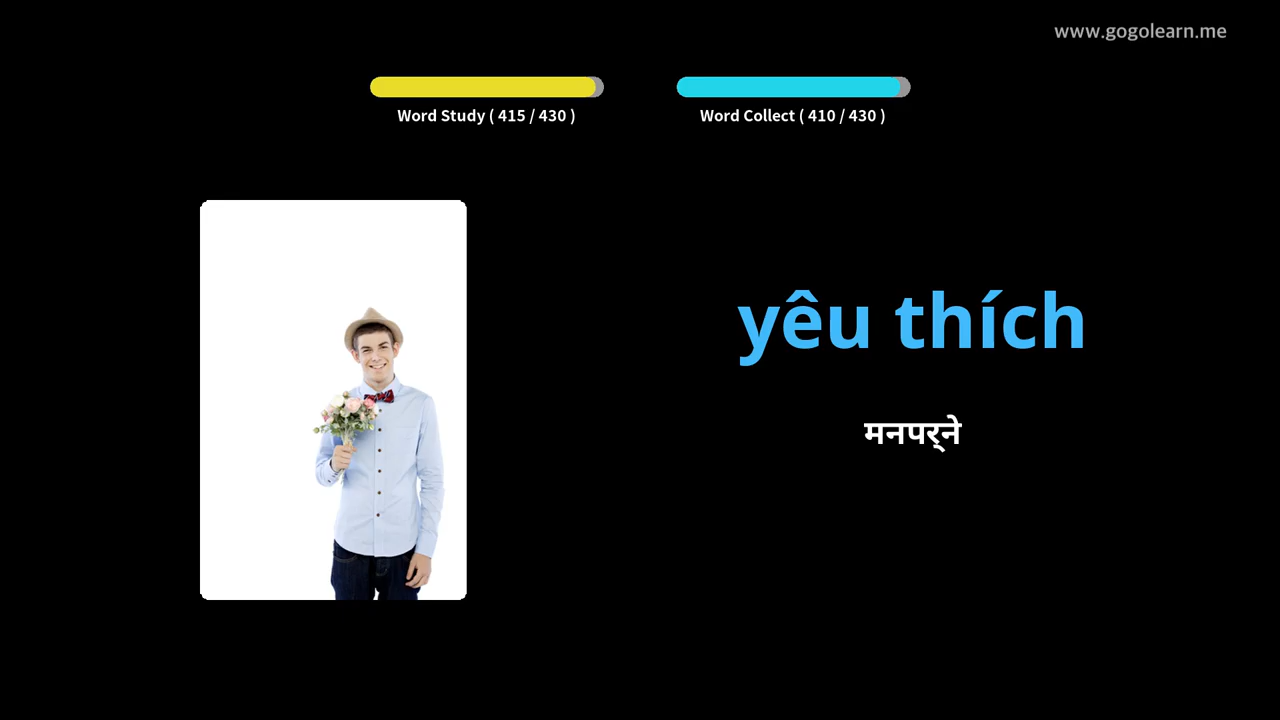 www.gogolearn.me
Word Study ( 415 / 430 )
Word Collect ( 410 / 430 )
yêu thích
मनपर्ने